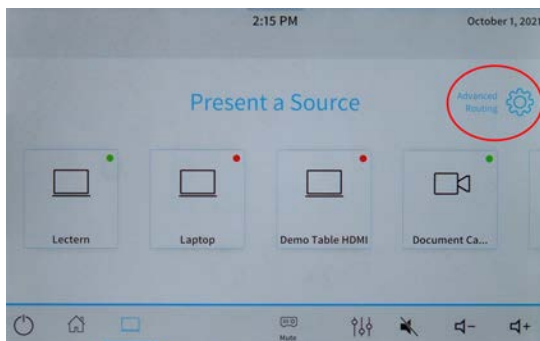 2:15 PM
October 1, 2021
Present a Source
Advanced
Routing
Lectern
Laptop
Demo Table HDMI
Document Ca...
Mute